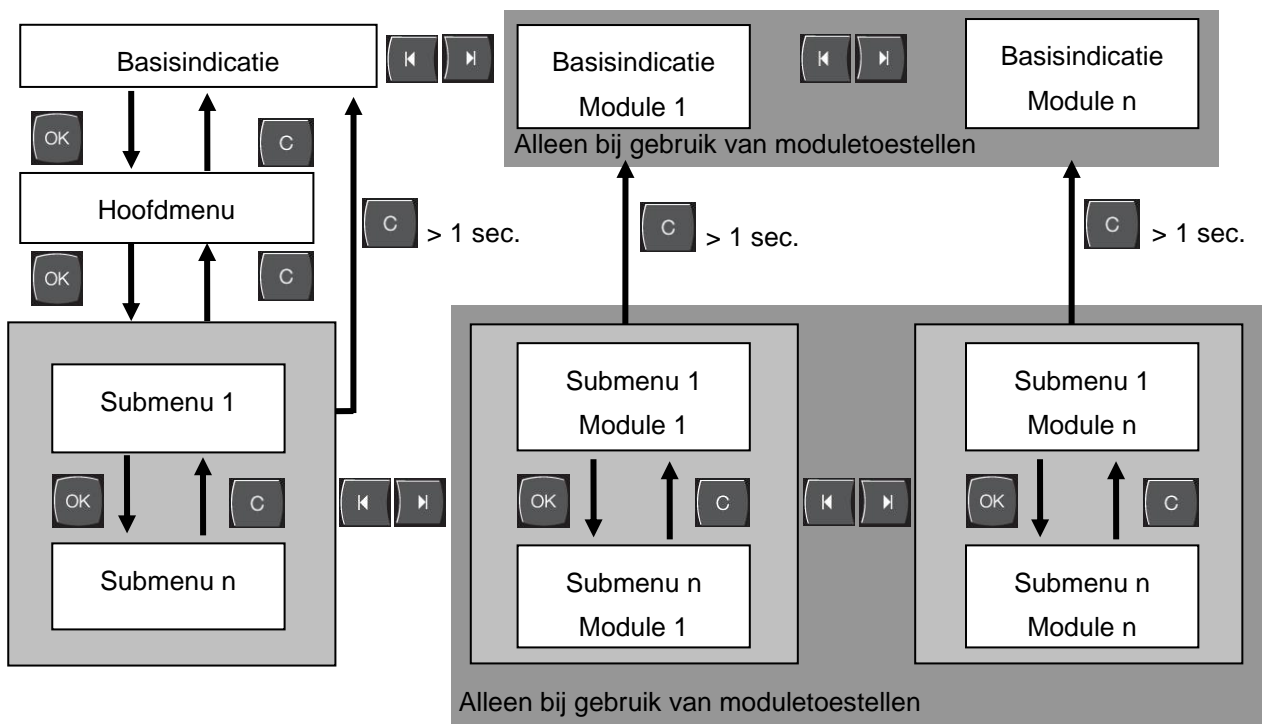 Basisindicatie
Basisindicatie
Module 1
Basisindicatie
Module n
Alleen bij gebruik van moduletoestellen
OK
C
Hoofdmenu
C
> 1 sec.
C
> 1 sec.
C
> 1 sec.
OK
C
Submenu 1
OK
C
Submenu n
Submenu 1
Module 1
OK
C
Submenu n
Module 1
Submenu 1
Module n
OK
C
Submenu n
Module n
Alleen bij gebruik van moduletoestellen